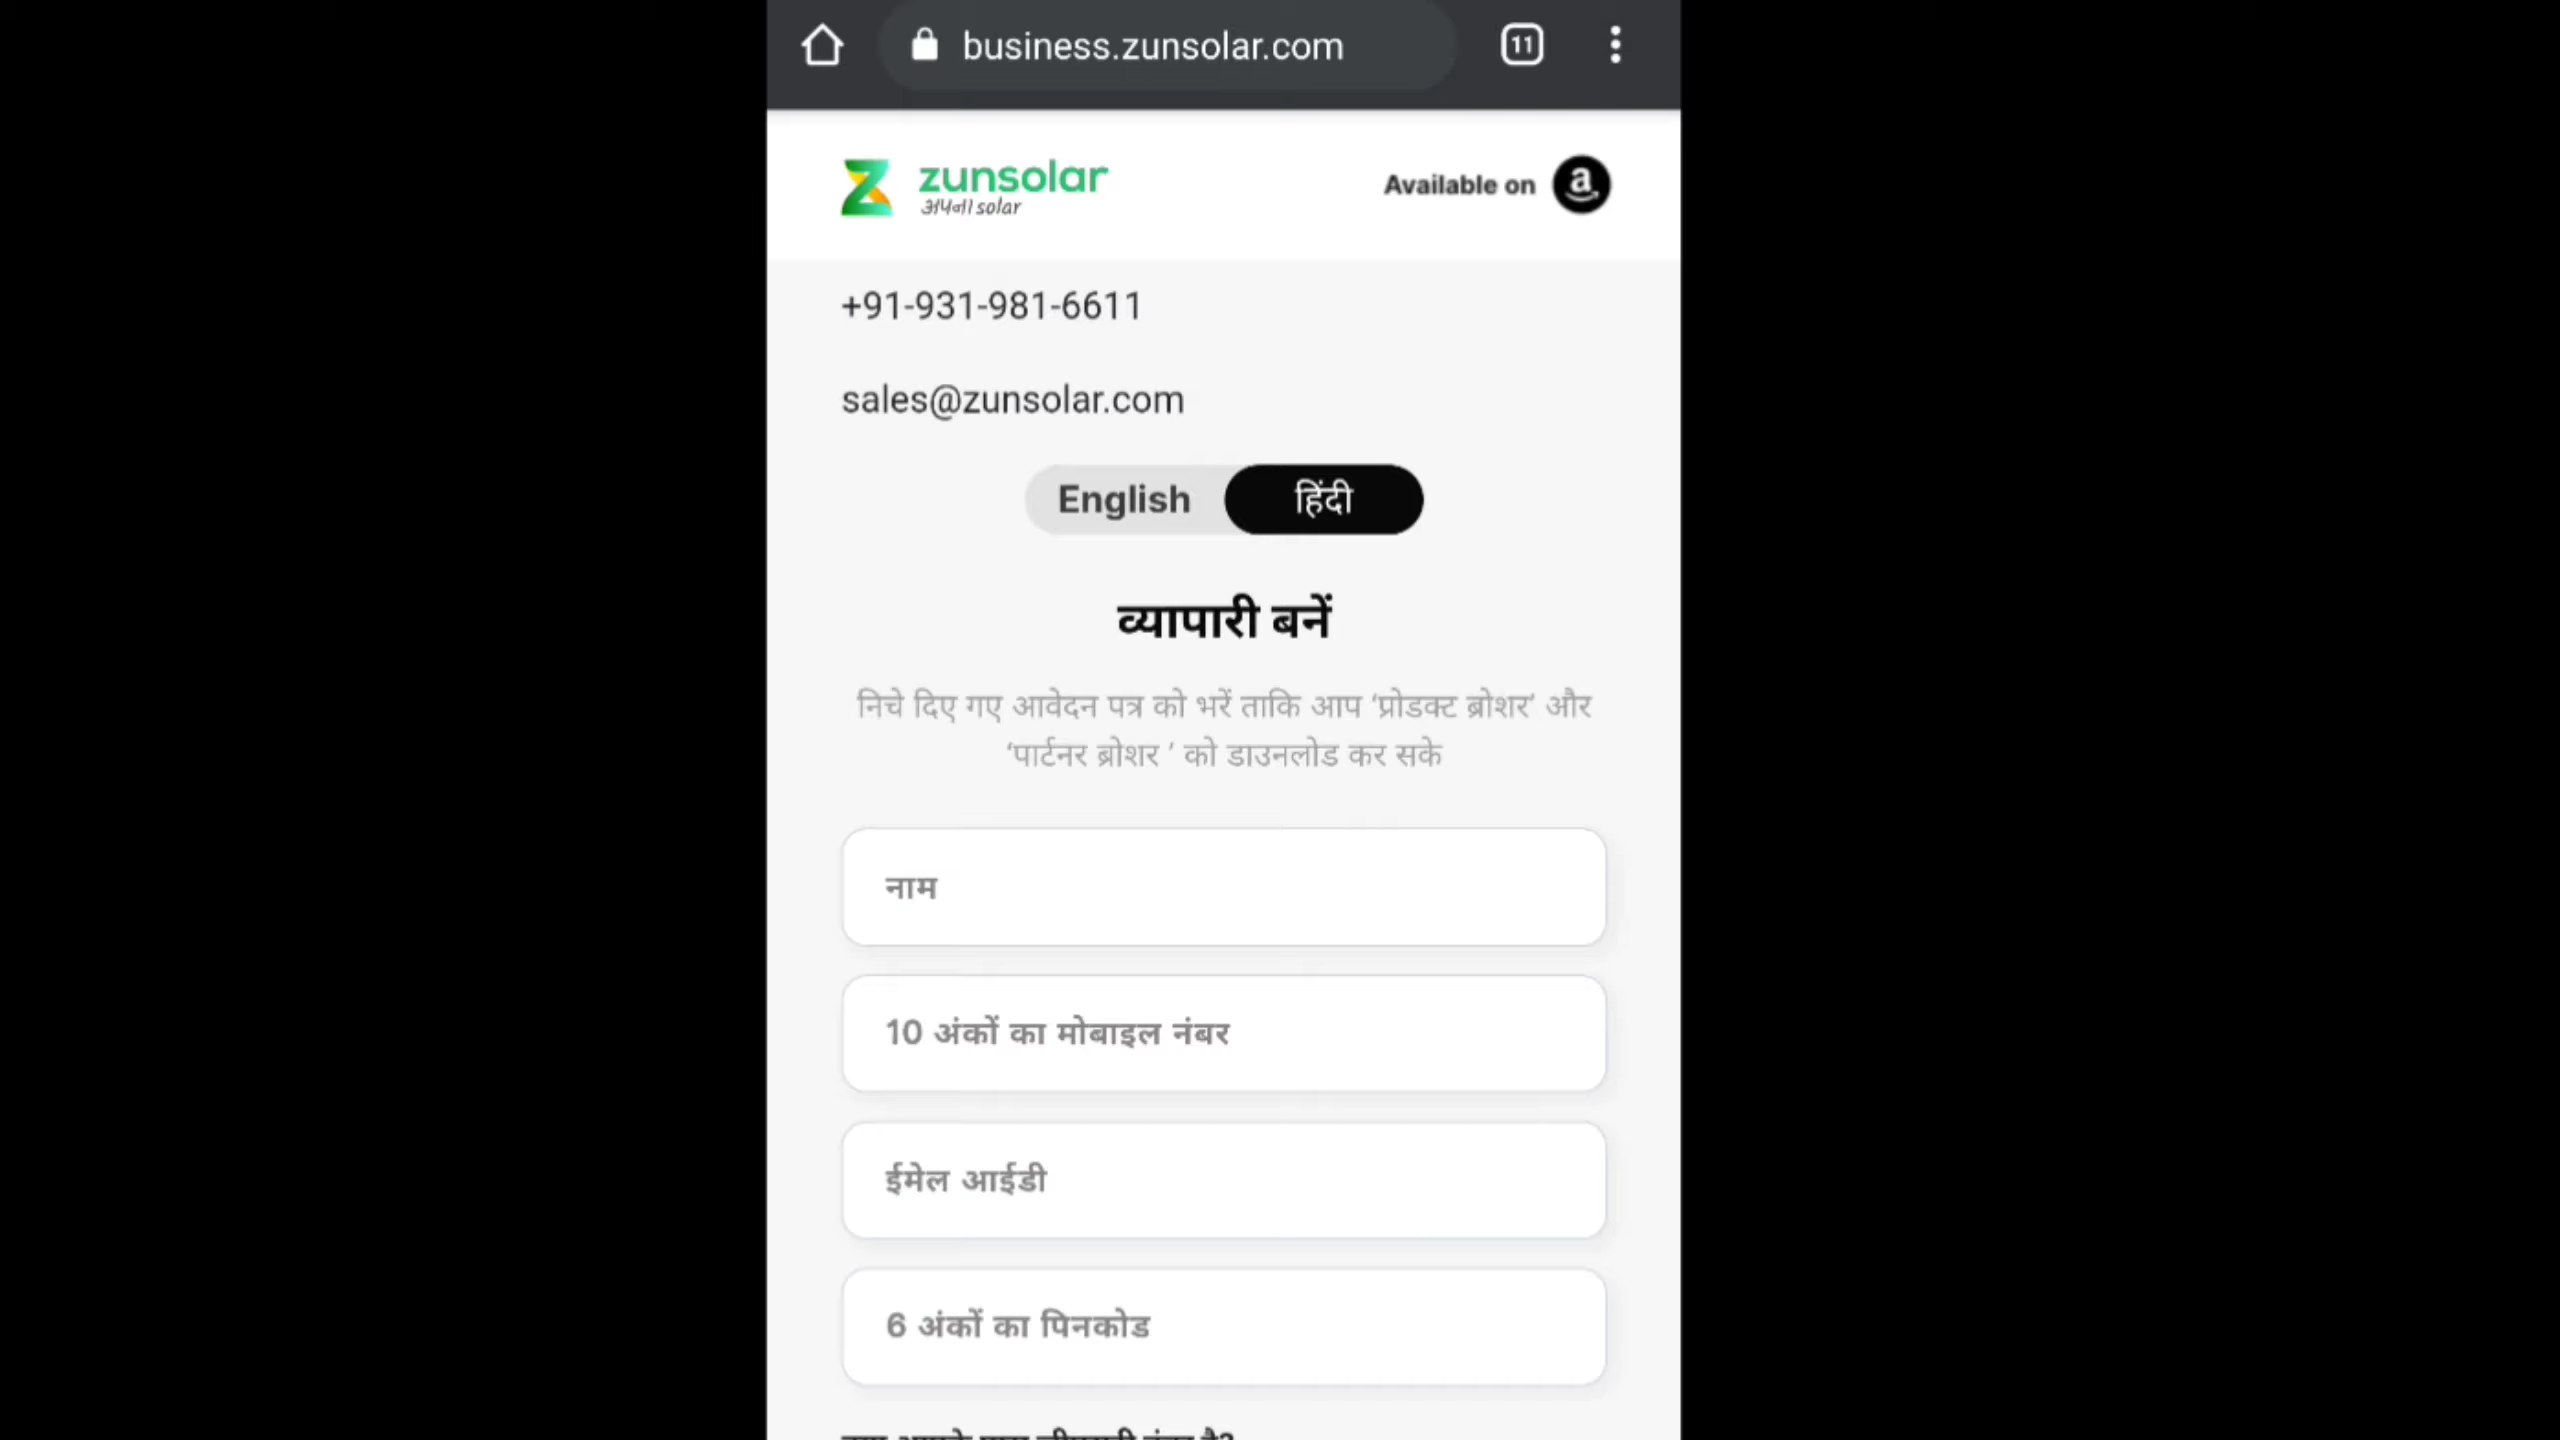 business.zunsolar.com
11
zunsolar
अपना solar
Available on
+91-931-981-6611
sales@zunsolar.com
English
हिंदी
व्यापारी बनें
निचे दिए गए आवेदन पत्र को भरें ताकि आप ‘प्रोडक्ट ब्रोशर’ और
‘पार्टनर ब्रोशर ’ को डाउनलोड कर सके
नाम
10 अंकों का मोबाइल नंबर
ईमेल आईडी
6 अंकों का पिनकोड